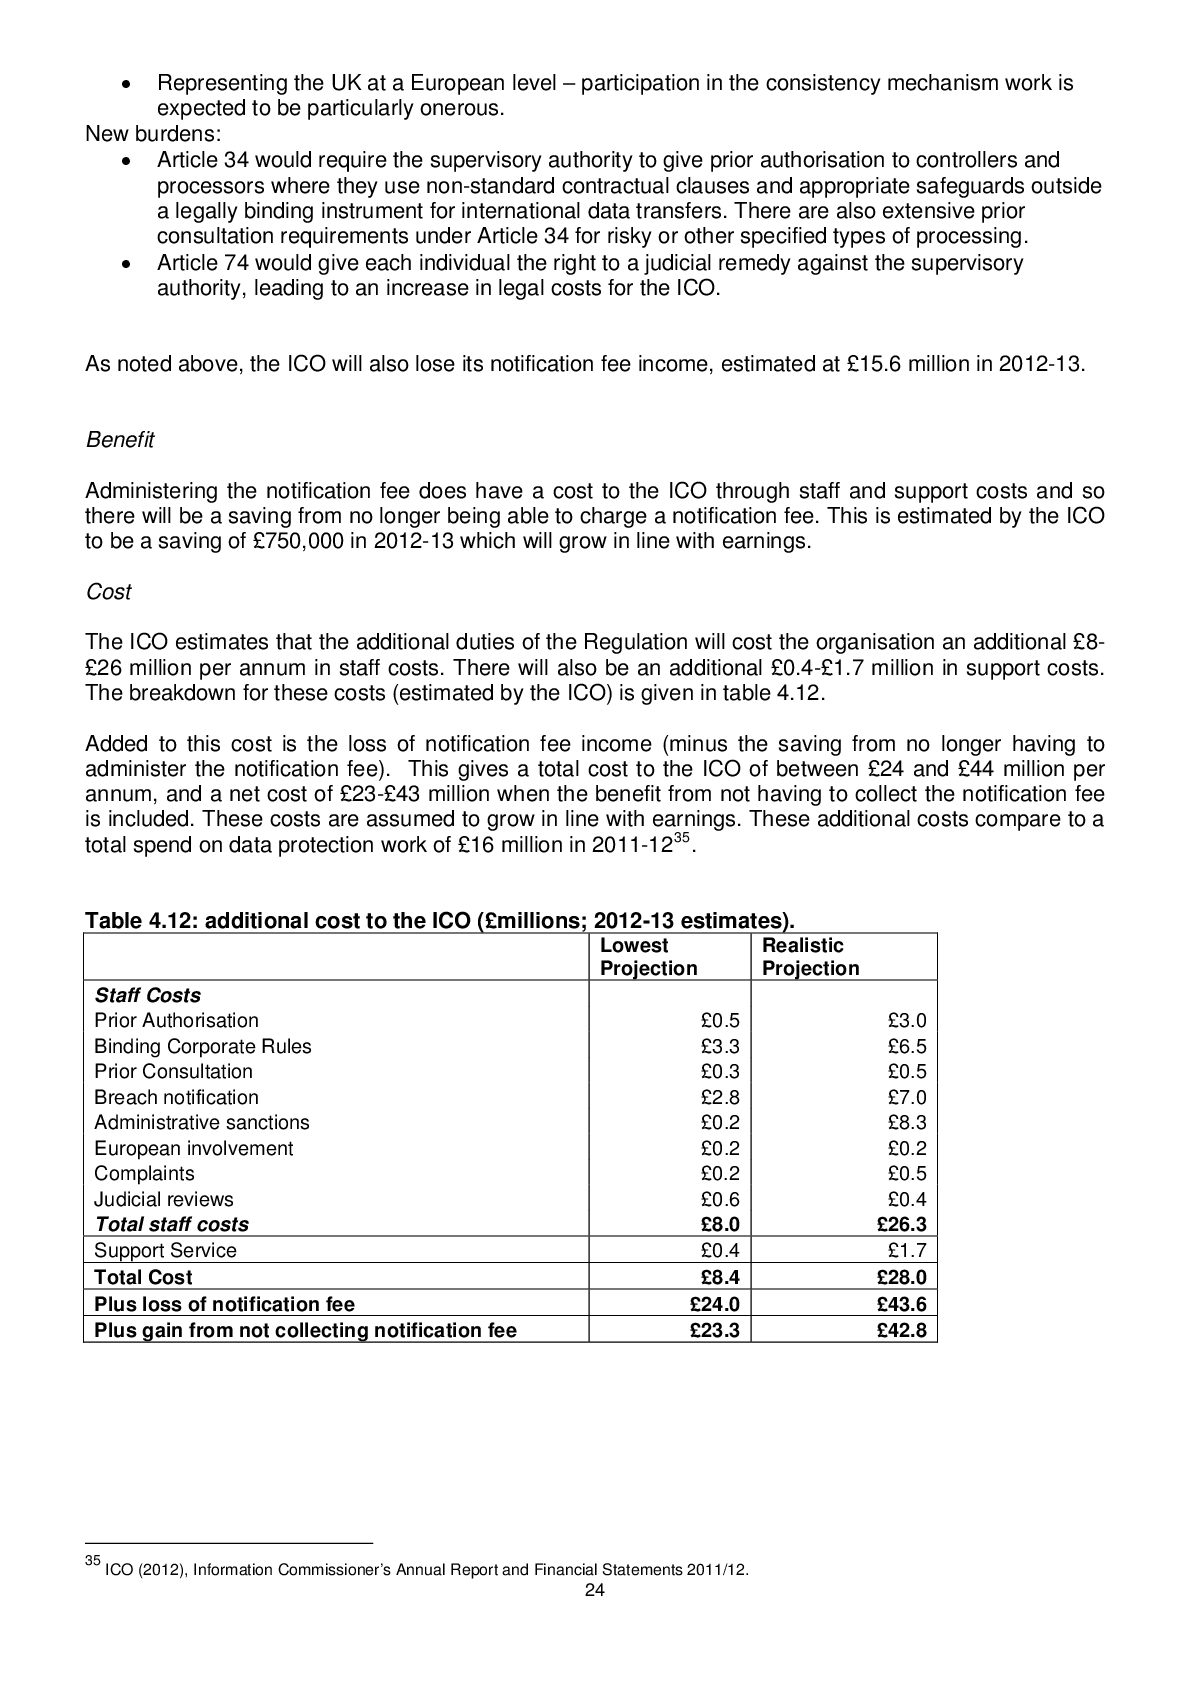 • Representing the UK at a European level – participation in the consistency mechanism work is
expected to be particularly onerous.
New burdens:
• Article 34 would require the supervisory authority to give prior authorisation to controllers and
processors where they use non-standard contractual clauses and appropriate safeguards outside
a legally binding instrument for international data transfers. There are also extensive prior
consultation requirements under Article 34 for risky or other specified types of processing.
• Article 74 would give each individual the right to a judicial remedy against the supervisory
authority, leading to an increase in legal costs for the ICO.
As noted above, the ICO will also lose its notification fee income, estimated at £15.6 million in 2012-13.
Benefit
Administering the notification fee does have a cost to the ICO through staff and support costs and so
there will be a saving from no longer being able to charge a notification fee. This is estimated by the ICO
to be a saving of £750,000 in 2012-13 which will grow in line with earnings.
Cost
The ICO estimates that the additional duties of the Regulation will cost the organisation an additional £8-
£26 million per annum in staff costs. There will also be an additional £0.4-£1.7 million in support costs.
The breakdown for these costs (estimated by the ICO) is given in table 4.12.
Added to this cost is the loss of notification fee income (minus the saving from no longer having to
administer the notification fee). This gives a total cost to the ICO of between £24 and £44 million per
annum, and a net cost of £23-£43 million when the benefit from not having to collect the notification fee
is included. These costs are assumed to grow in line with earnings. These additional costs compare to a
total spend on data protection work of £16 million in 2011-12³⁵.
Table 4.12: additional cost to the ICO (£millions; 2012-13 estimates).
Lowest Projection Realistic Projection
Staff Costs
Prior Authorisation £0.5 £3.0
Binding Corporate Rules £3.3 £6.5
Prior Consultation £0.3 £0.5
Breach notification £2.8 £7.0
Administrative sanctions £0.2 £8.3
European involvement £0.2 £0.2
Complaints £0.2 £0.5
Judicial reviews £0.6 £0.4
Total staff costs £8.0 £26.3
Support Service £0.4 £1.7
Total Cost £8.4 £28.0
Plus loss of notification fee £24.0 £43.6
Plus gain from not collecting notification fee £23.3 £42.8
³⁵ ICO (2012), Information Commissioner's Annual Report and Financial Statements 2011/12.
24